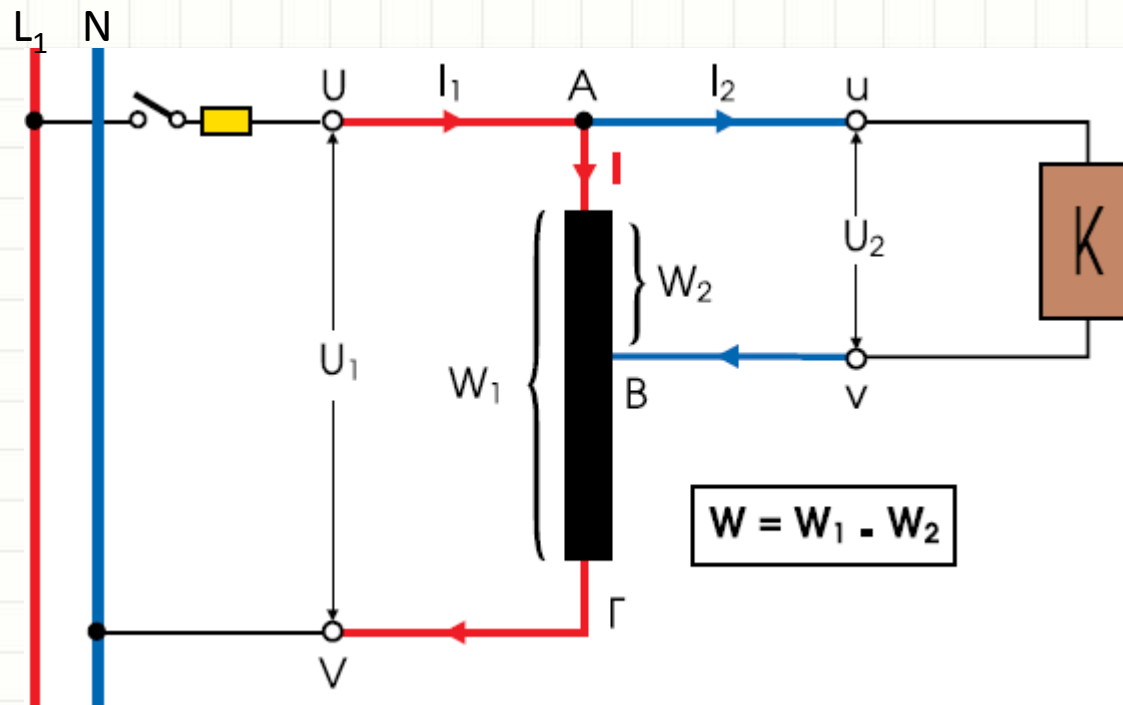 L₁ N
U I₁ A I₂ u
I
U₂ K
W₂
U₁
W₁ B v
W = W₁ - W₂
Γ
V